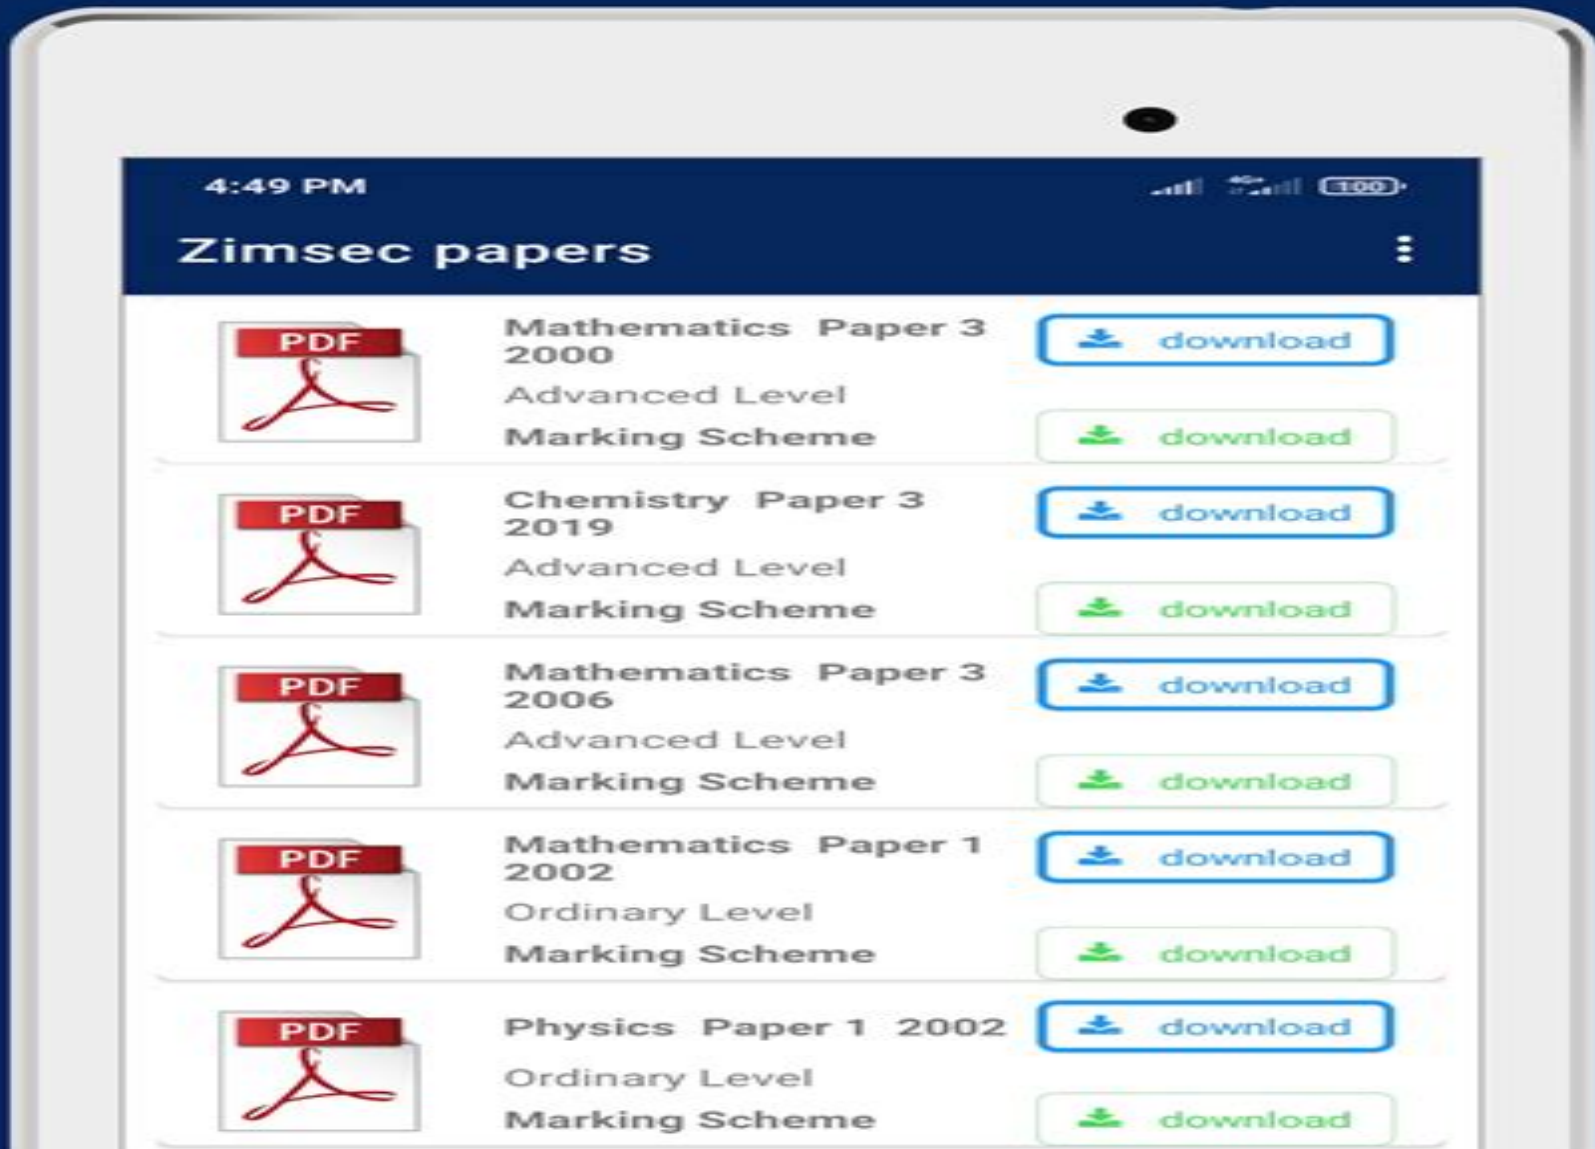 4:49 PM
4G+
100
Zimsec papers
PDF
Mathematics Paper 3
2000
download
Advanced Level
Marking Scheme
download
PDF
Chemistry Paper 3
2019
download
Advanced Level
Marking Scheme
download
PDF
Mathematics Paper 3
2006
download
Advanced Level
Marking Scheme
download
PDF
Mathematics Paper 1
2002
download
Ordinary Level
Marking Scheme
download
PDF
Physics Paper 1 2002
download
Ordinary Level
Marking Scheme
download